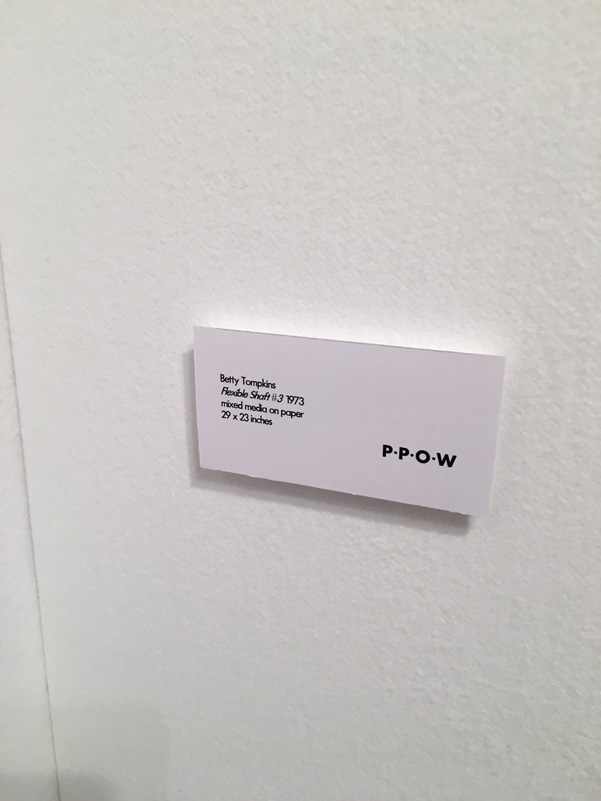 Betty Tompkins
Flexible Shaft #3 1973
mixed media on paper
29 x 23 inches
P·P·O·W